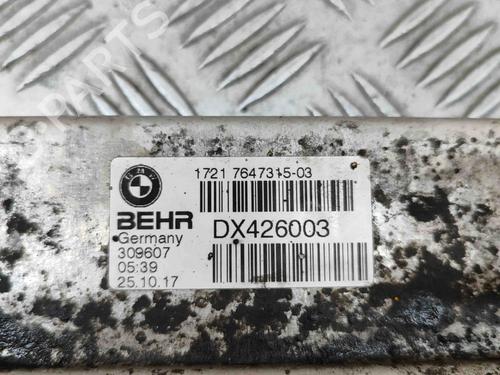 1721 7647315-03
BEHR
DX426003
Germany
309607
05:39
25.10.17